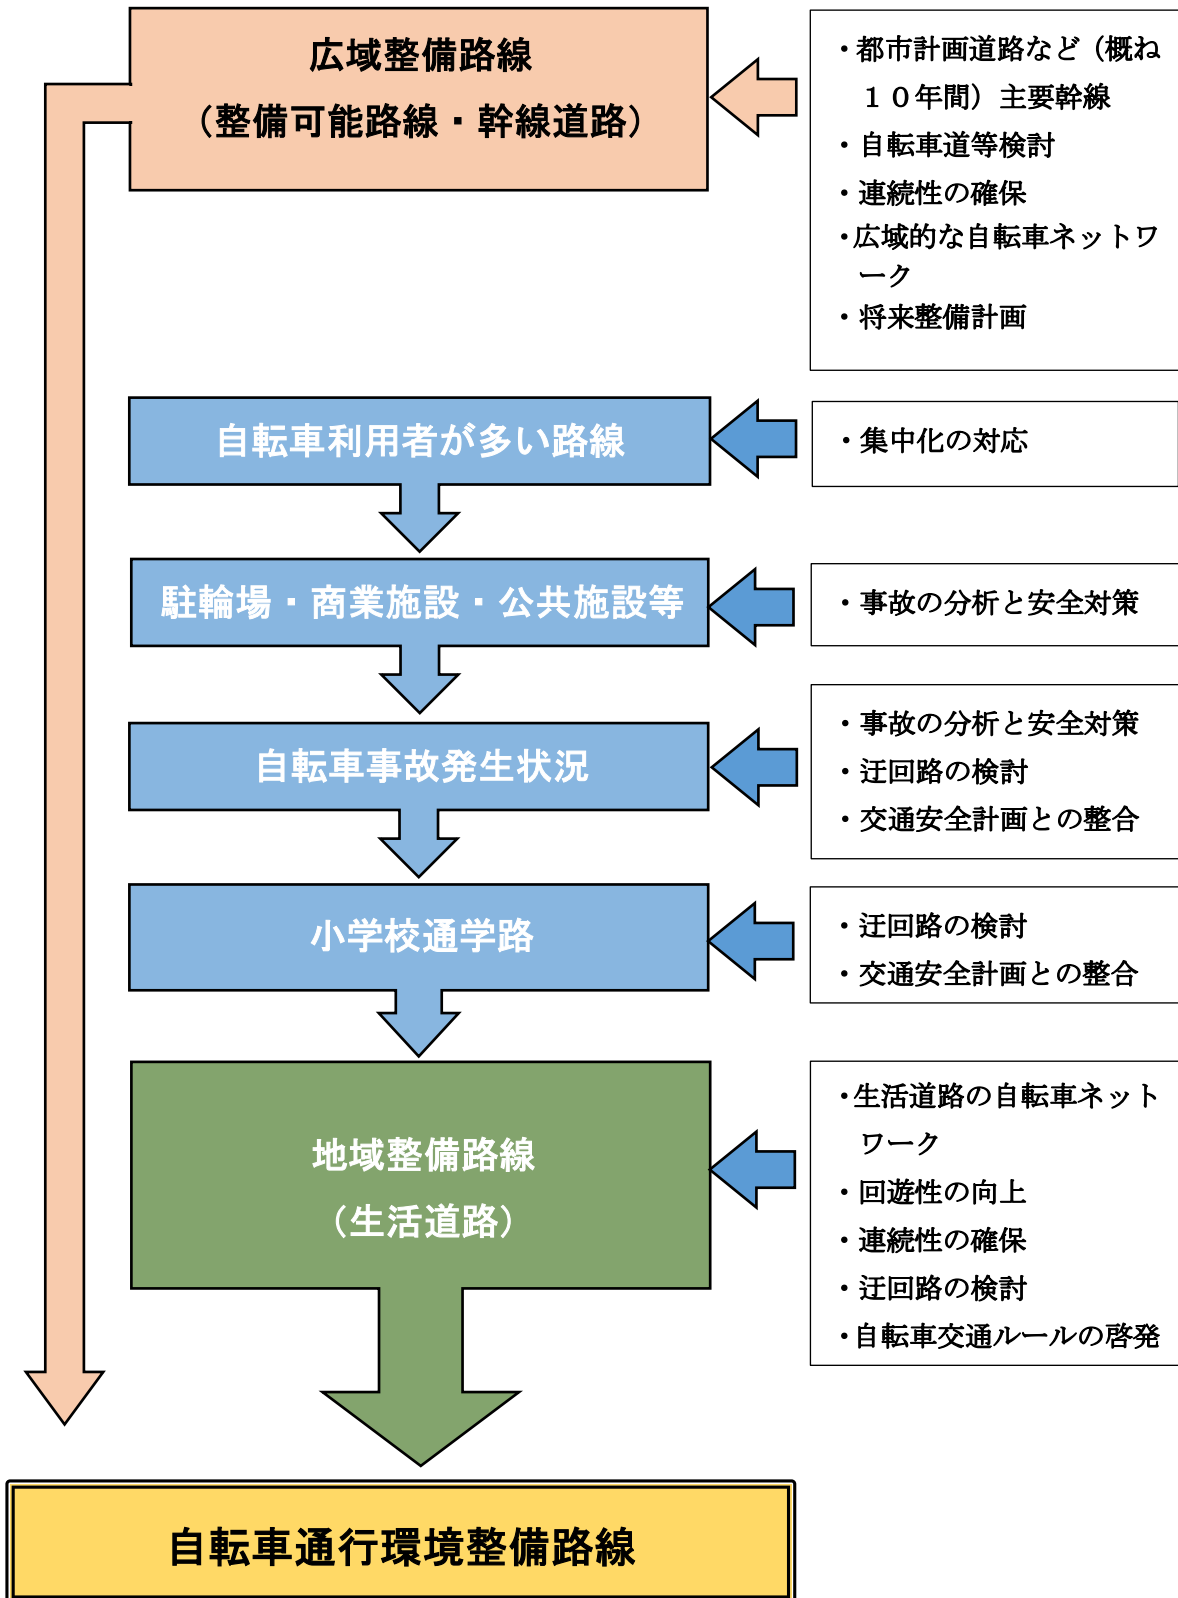 広域整備路線
（整備可能路線・幹線道路）
・都市計画道路など（概ね
１０年間）主要幹線
・自転車道等検討
・連続性の確保
・広域的な自転車ネットワ
ーク
・将来整備計画
自転車利用者が多い路線
・集中化の対応
駐輪場・商業施設・公共施設等
・事故の分析と安全対策
自転車事故発生状況
・事故の分析と安全対策
・迂回路の検討
・交通安全計画との整合
小学校通学路
・迂回路の検討
・交通安全計画との整合
地域整備路線
（生活道路）
・生活道路の自転車ネット
ワーク
・回遊性の向上
・連続性の確保
・迂回路の検討
・自転車交通ルールの啓発
自転車通行環境整備路線